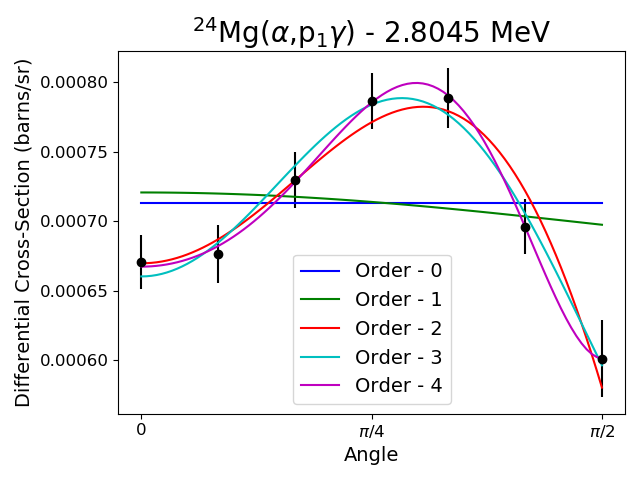 ²⁴Mg(α,p₁γ) - 2.8045 MeV
Differential Cross-Section (barns/sr)
0.00080
0.00075
0.00070
0.00065
0.00060
Order - 0
Order - 1
Order - 2
Order - 3
Order - 4
0
π/4
π/2
Angle